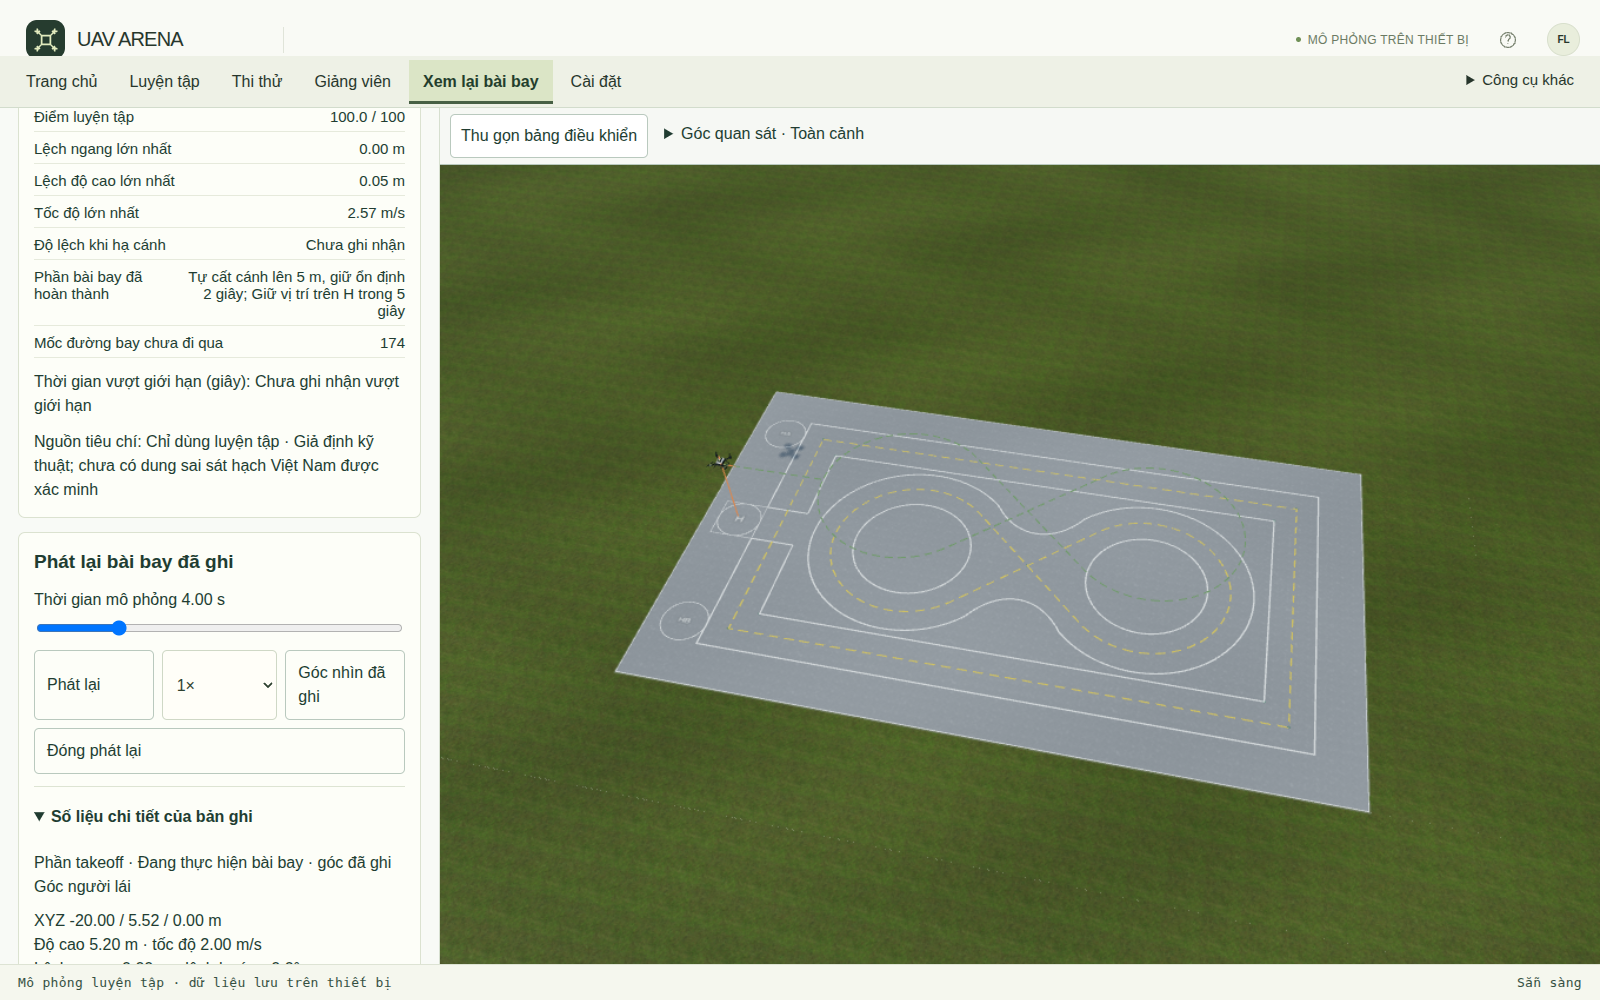 UAV ARENA
MÔ PHỎNG TRÊN THIẾT BỊ
FL
Trang chủ
Luyện tập
Thi thử
Giảng viên
Xem lại bài bay
Cài đặt
Công cụ khác
Điểm luyện tập 100.0 / 100
Lệch ngang lớn nhất 0.00 m
Lệch độ cao lớn nhất 0.05 m
Tốc độ lớn nhất 2.57 m/s
Độ lệch khi hạ cánh Chưa ghi nhận
Phần bài bay đã hoàn thành
Tự cất cánh lên 5 m, giữ ổn định
2 giây; Giữ vị trí trên H trong 5
giây
Mốc đường bay chưa đi qua 174
Thời gian vượt giới hạn (giây): Chưa ghi nhận vượt
giới hạn
Nguồn tiêu chí: Chỉ dùng luyện tập · Giả định kỹ
thuật; chưa có dung sai sát hạch Việt Nam được
xác minh
Phát lại bài bay đã ghi
Thời gian mô phỏng 4.00 s
Phát lại
1×
Góc nhìn đã
ghi
Đóng phát lại
Số liệu chi tiết của bản ghi
Phần takeoff · Đang thực hiện bài bay · góc đã ghi
Góc người lái
XYZ -20.00 / 5.52 / 0.00 m
Độ cao 5.20 m · tốc độ 2.00 m/s
Thu gọn bảng điều khiển
Góc quan sát · Toàn cảnh
H
Mô phỏng luyện tập · dữ liệu lưu trên thiết bị
Sẵn sàng